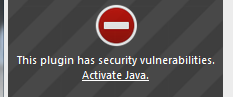 This plugin has security vulnerabilities.
Activate Java.